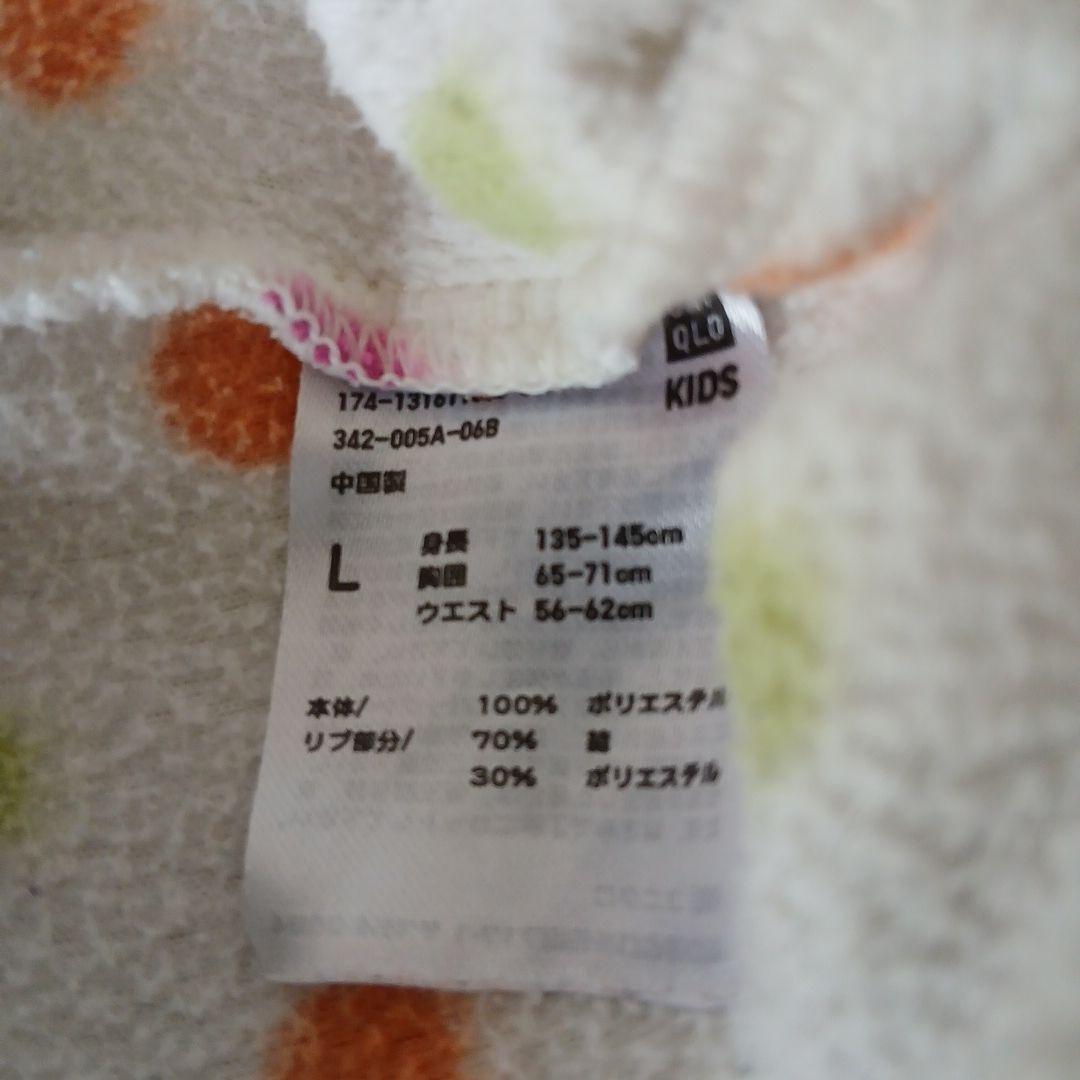 QLO
KIDS
342-005A-06B
中国製
L
身長 135-145cm
胸囲 65-71cm
ウエスト 56-62cm
本体/ 100% ポリエステル
リブ部分/ 70% 綿
30% ポリエステル